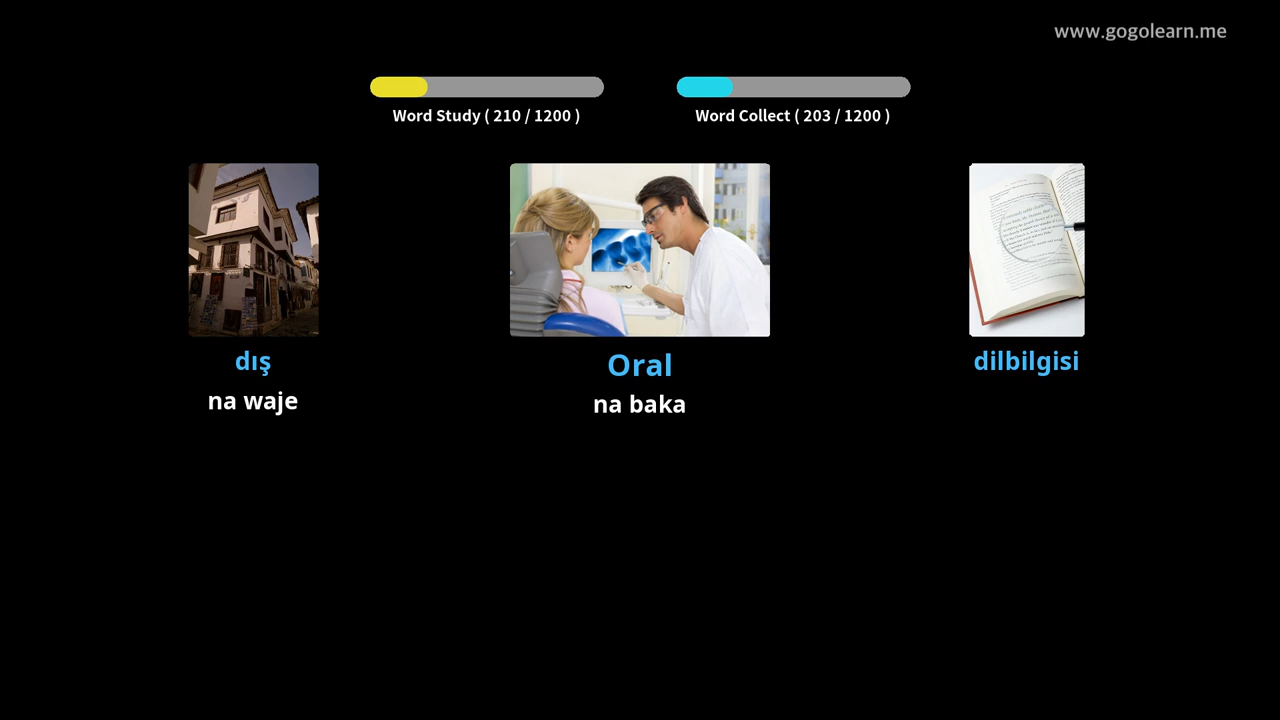 www.gogolearn.me
Word Study ( 210 / 1200 )
Word Collect ( 203 / 1200 )
dış
Oral
dilbilgisi
na waje
na baka